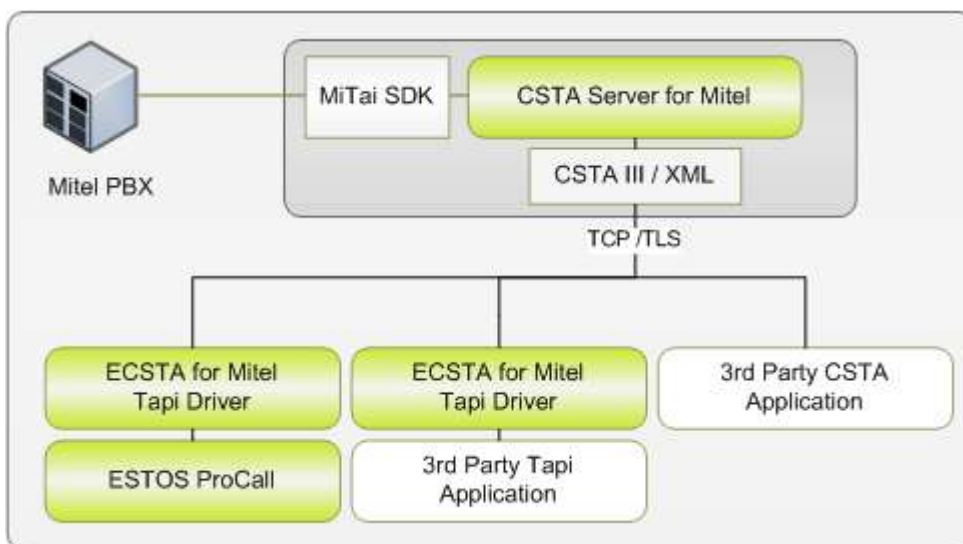 MiTai SDK
CSTA Server for Mitel
Mitel PBX
CSTA III / XML
TCP /TLS
ECSTA for Mitel
Tapi Driver
ECSTA for Mitel
Tapi Driver
3rd Party CSTA
Application
ESTOS ProCall
3rd Party Tapi
Application